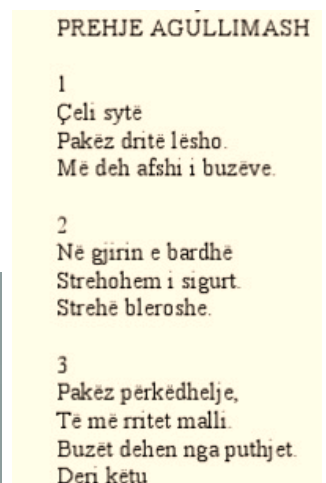 PREHJE AGULLIMASH
1
Çeli sytë
Pakëz dritë lësho.
Më deh afshi i buzëve.
2
Në gjirin e bardhë
Strehohem i sigurt.
Strehë bleroshe.
3
Pakëz përkëdhelje,
Të më rritet malli.
Buzët dehen nga puthjet.
Deri këtu